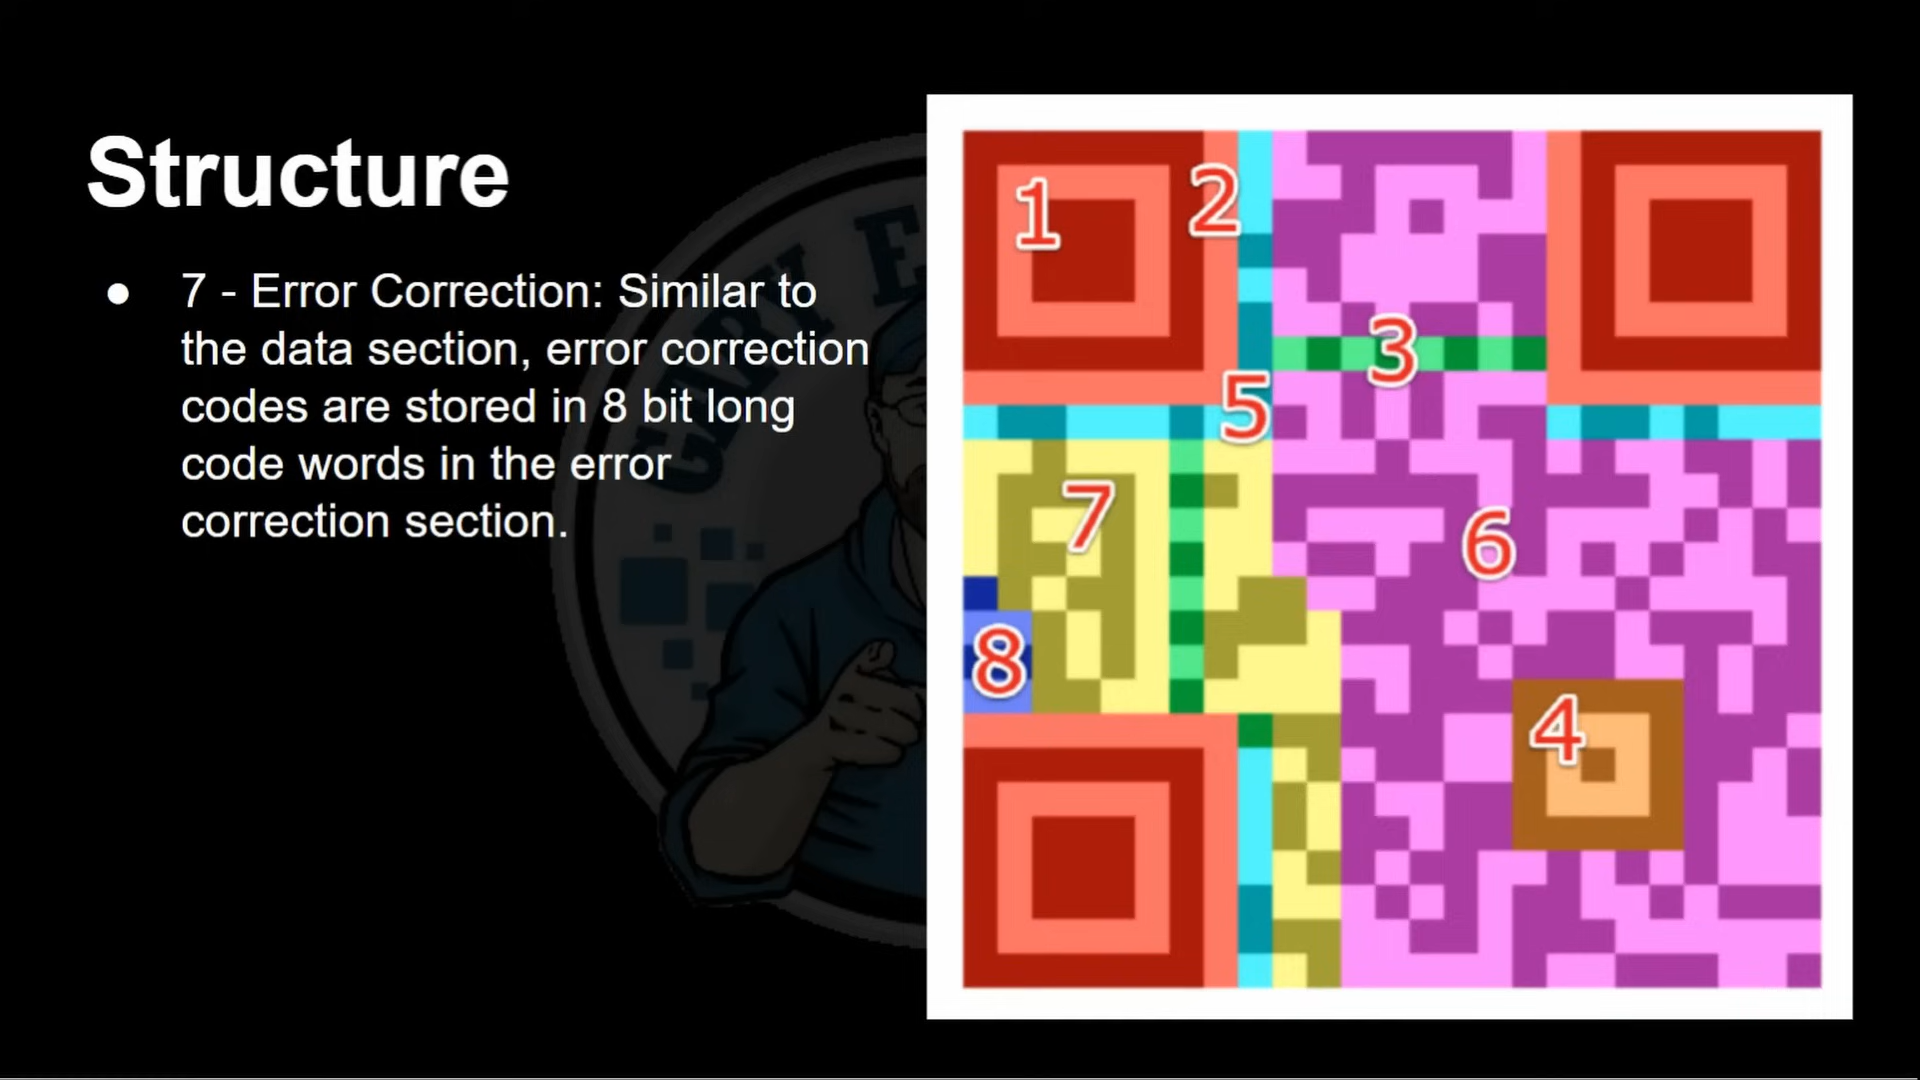 Structure
● 7 - Error Correction: Similar to
the data section, error correction
codes are stored in 8 bit long
code words in the error
correction section.
1
2
3
5
7
6
8
4
GARY E